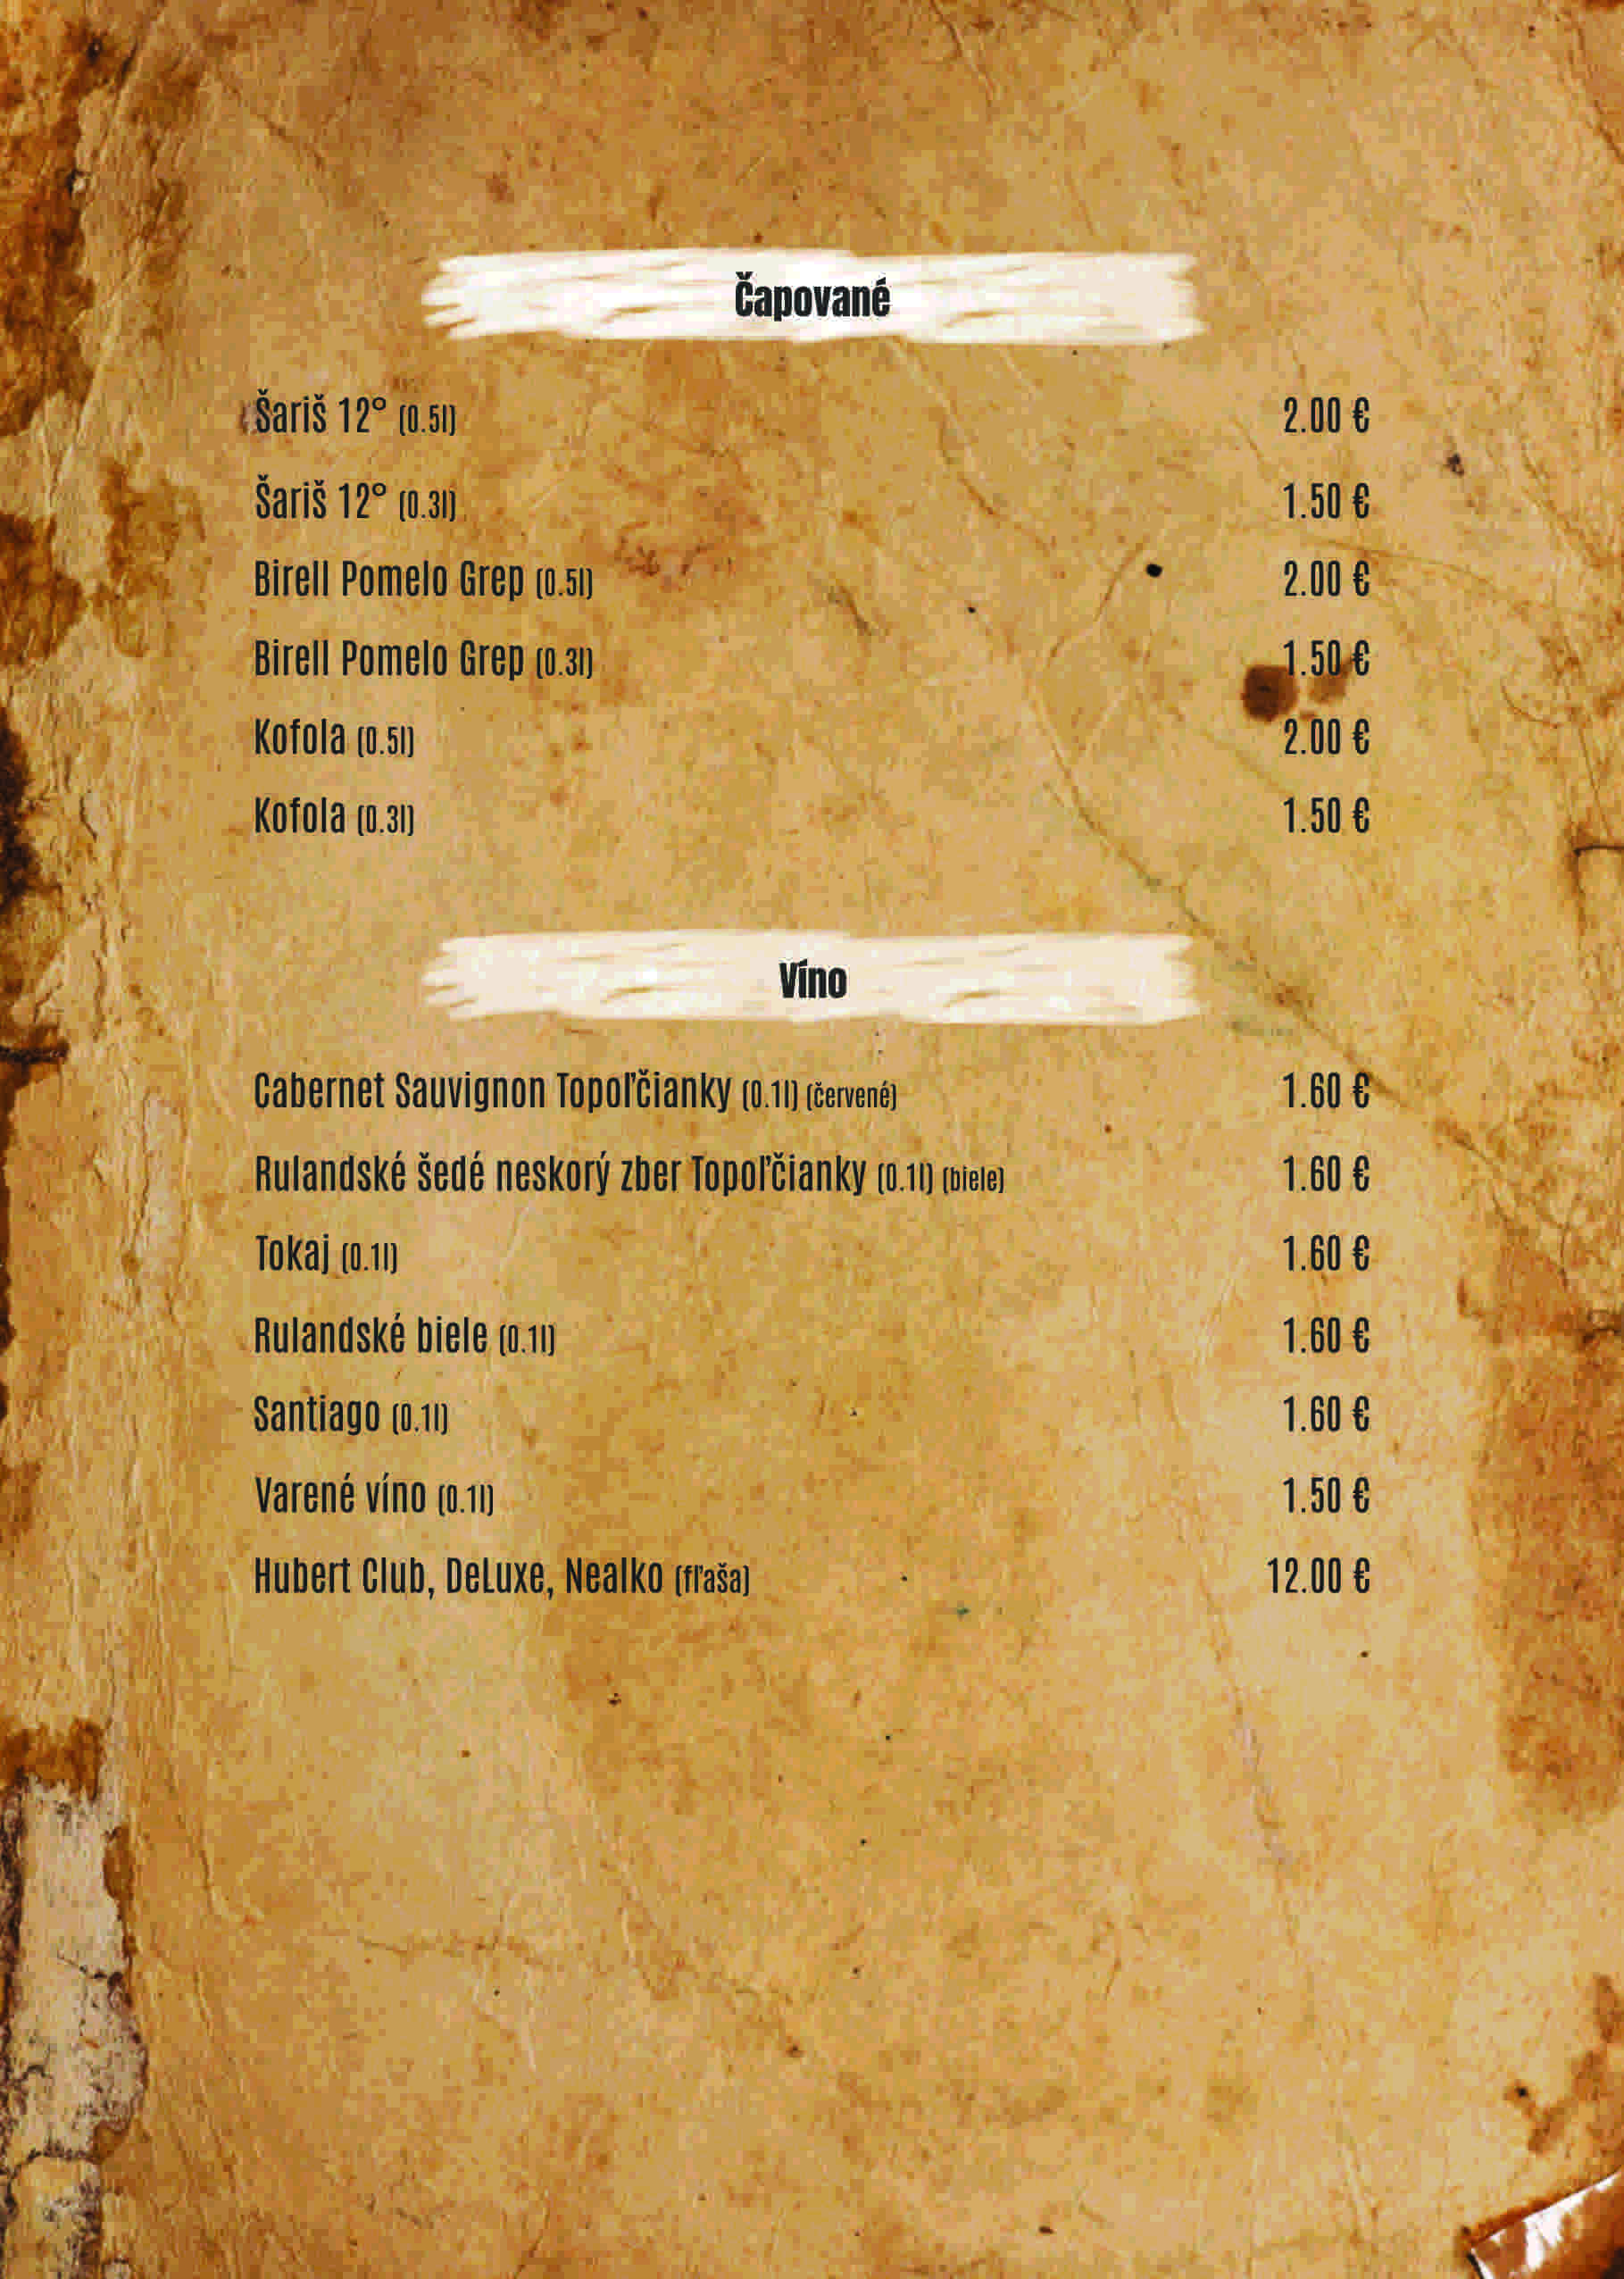 Čapované
Šariš 12° (0.5l) 2.00 €
Šariš 12° (0.3l) 1.50 €
Birell Pomelo Grep (0.5l) 2.00 €
Birell Pomelo Grep (0.3l) 1.50 €
Kofola (0.5l) 2.00 €
Kofola (0.3l) 1.50 €
Víno
Cabernet Sauvignon Topoľčianky (0.1l) (červené) 1.60 €
Rulandské šedé neskorý zber Topoľčianky (0.1l) (biele) 1.60 €
Tokaj (0.1l) 1.60 €
Rulandské biele (0.1l) 1.60 €
Santiago (0.1l) 1.60 €
Varené víno (0.1l) 1.50 €
Hubert Club, DeLuxe, Nealko (fľaša) 12.00 €